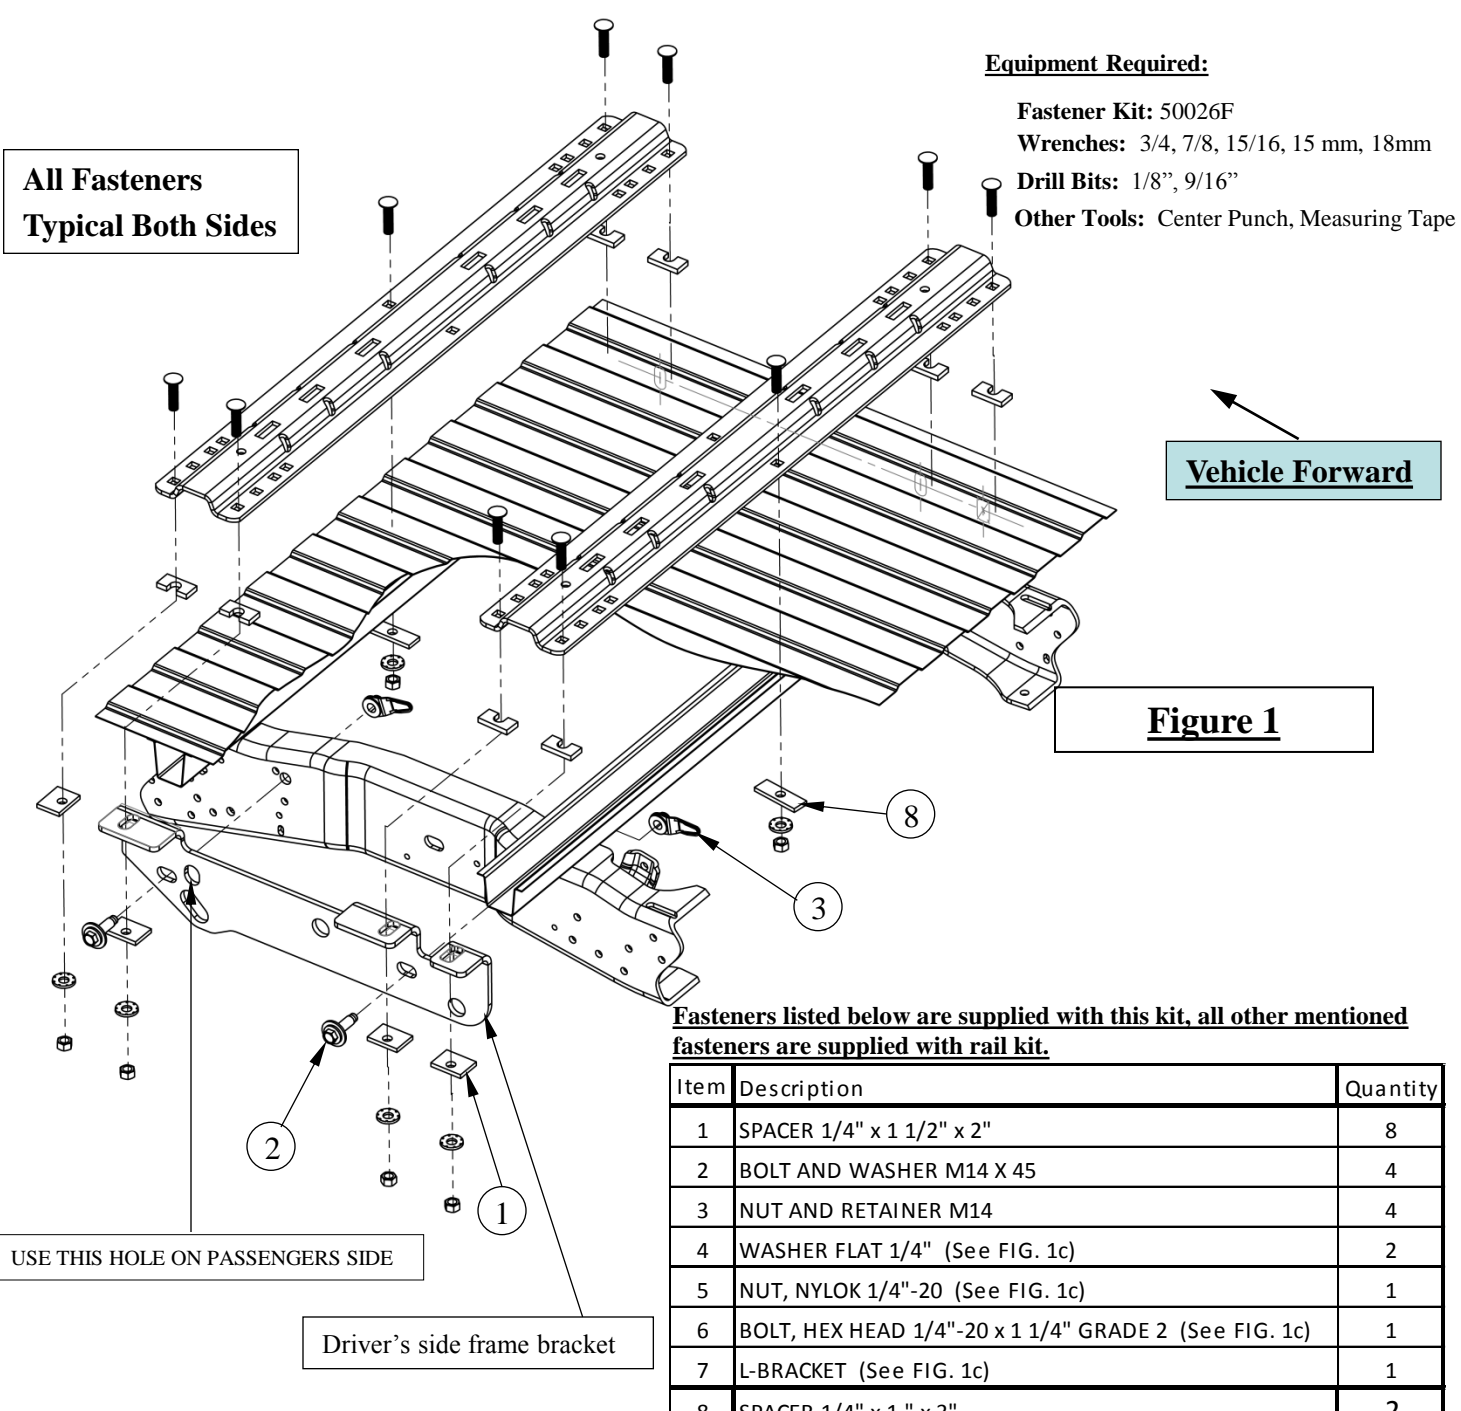 Equipment Required:
Fastener Kit: 50026F
Wrenches: 3/4, 7/8, 15/16, 15 mm, 18mm
Drill Bits: 1/8”, 9/16”
Other Tools: Center Punch, Measuring Tape
All Fasteners
Typical Both Sides
Vehicle Forward
Figure 1
8
3
2
1
USE THIS HOLE ON PASSENGERS SIDE
Driver’s side frame bracket
Fasteners listed below are supplied with this kit, all other mentioned
fasteners are supplied with rail kit.
Item Description Quantity
1 SPACER 1/4" x 1 1/2" x 2" 8
2 BOLT AND WASHER M14 X 45 4
3 NUT AND RETAINER M14 4
4 WASHER FLAT 1/4" (See FIG. 1c) 2
5 NUT, NYLOK 1/4"-20 (See FIG. 1c) 1
6 BOLT, HEX HEAD 1/4"-20 x 1 1/4" GRADE 2 (See FIG. 1c) 1
7 L-BRACKET (See FIG. 1c) 1
8 SPACER 1/4" x 1 " x 3" 2